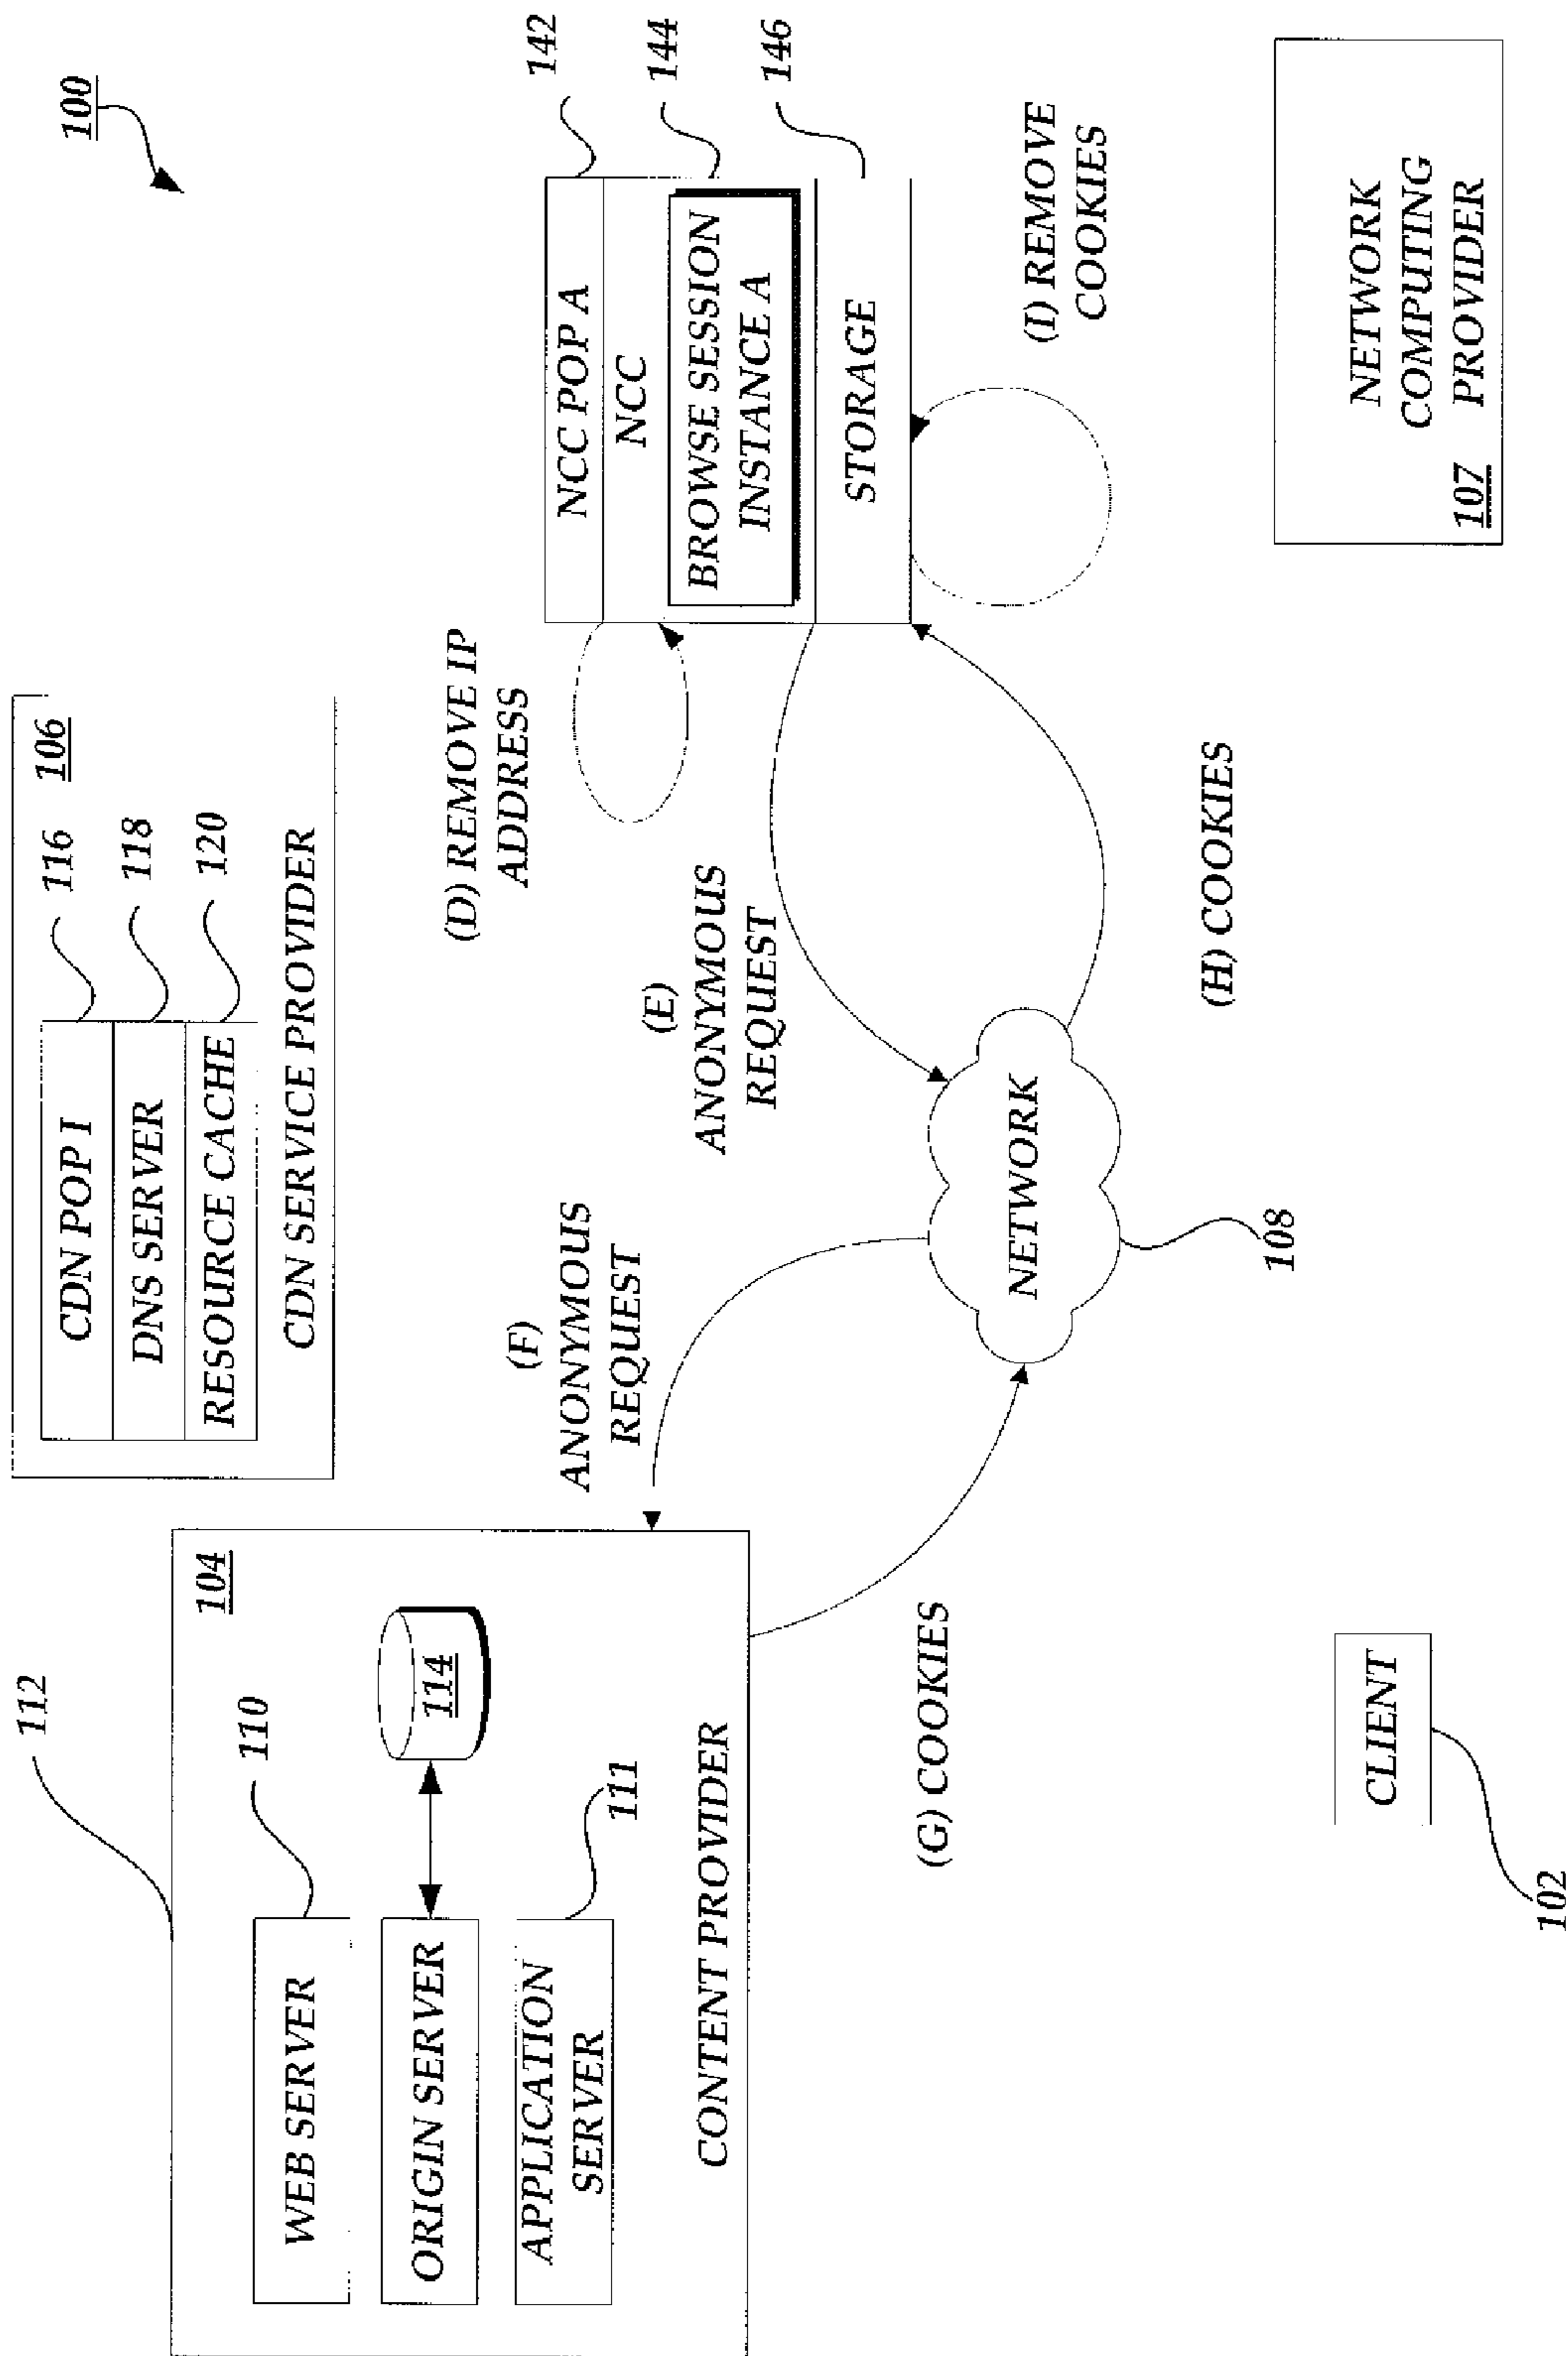 100
112
104
110
WEB SERVER
ORIGIN SERVER
114
APPLICATION
SERVER
111
CONTENT PROVIDER
106
CDN POP 1
116
DNS SERVER
118
RESOURCE CACHE
120
CDN SERVICE PROVIDER
(D) REMOVE IP
ADDRESS
NCC POP A
142
NCC
144
BROWSE SESSION
INSTANCE A
STORAGE
146
(F)
ANONYMOUS
REQUEST
(E)
ANONYMOUS
REQUEST
(I) REMOVE
COOKIES
(G) COOKIES
NETWORK
108
(H) COOKIES
CLIENT
102
NETWORK
COMPUTING
PROVIDER
107